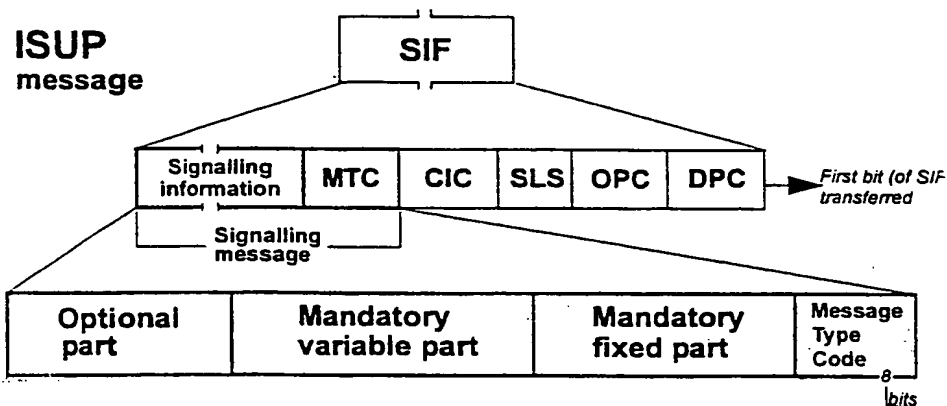 ISUP
message
SIF
Signalling
information
MTC
CIC
SLS
OPC
DPC
First bit (of SIF
transferred
Signalling
message
Optional
part
Mandatory
variable part
Mandatory
fixed part
Message
Type
Code
8
bits